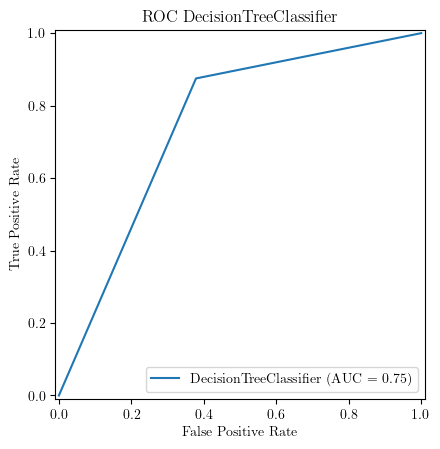 ROC DecisionTreeClassifier
1.0
0.8
0.6
0.4
0.2
0.0
True Positive Rate
DecisionTreeClassifier (AUC = 0.75)
0.0 0.2 0.4 0.6 0.8 1.0
False Positive Rate